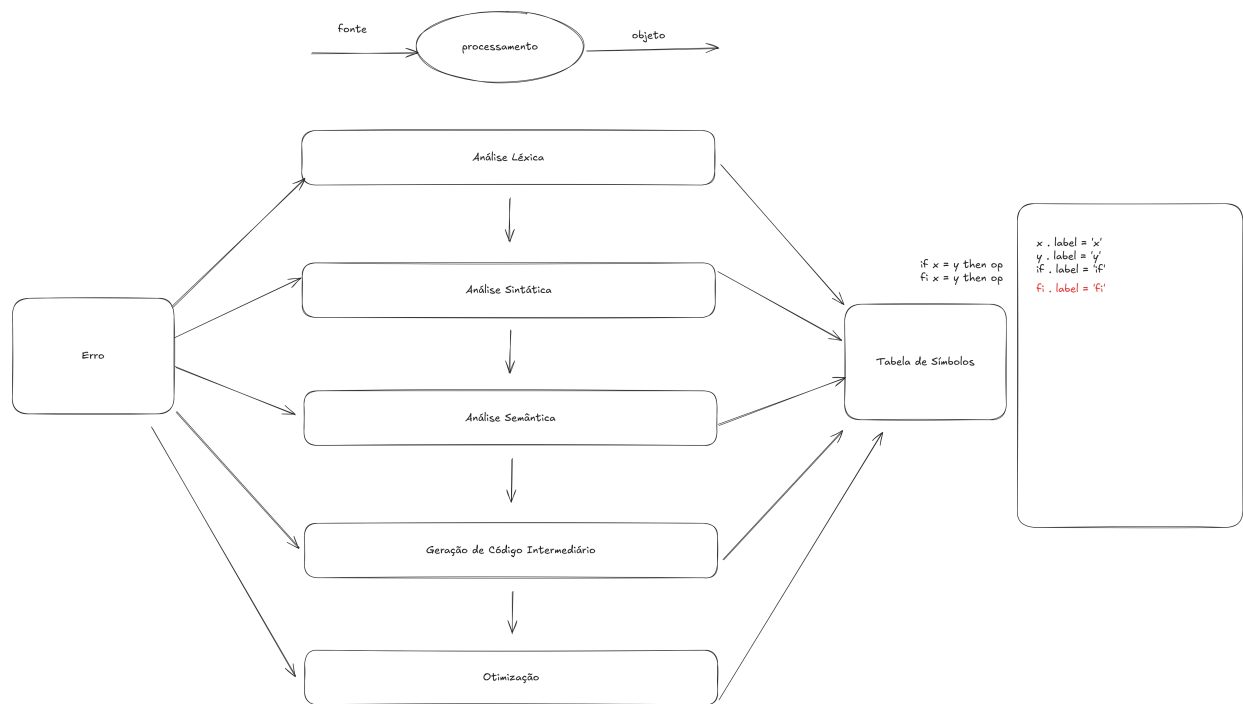 fonte
processamento
objeto
Análise Léxica
Análise Sintática
Análise Semântica
Geração de Código Intermediário
Otimização
Erro
Tabela de Símbolos
if x = y then op
fi x = y then op
x . label = 'x'
y . label = 'y'
if . label = 'if'
fi . label = 'fi'